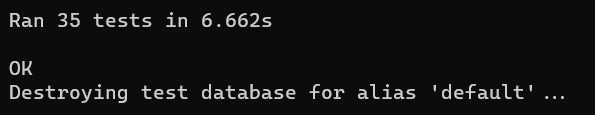 Ran 35 tests in 6.662s
OK
Destroying test database for alias 'default'...